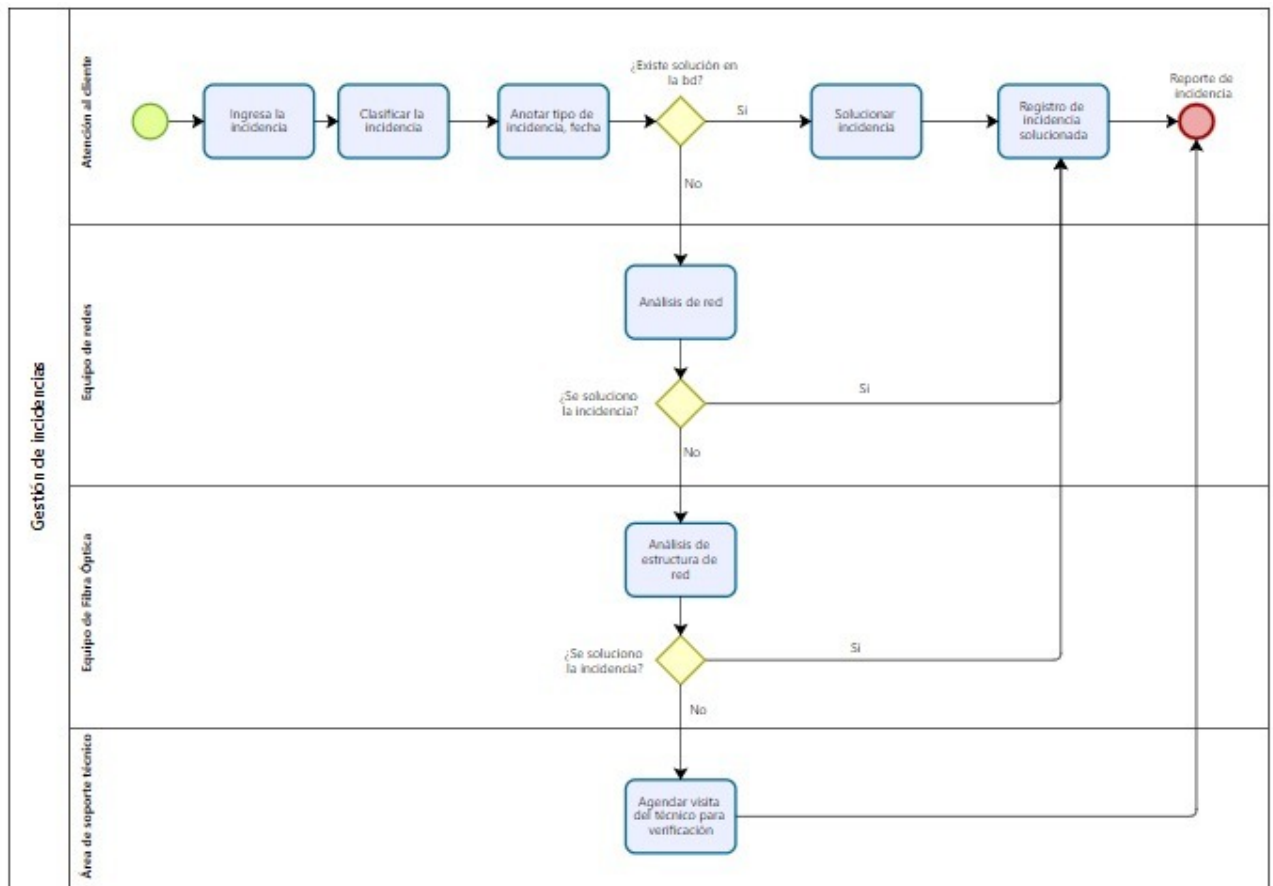 Gestión de incidencias
Atención al cliente
Ingresa la
incidencia
Clasificar la
incidencia
Anotar tipo de
incidencia, fecha
¿Existe solución en
la bd?
Si
No
Solucionar
incidencia
Registro de
incidencia
solucionada
Reporte de
incidencia
Equipo de redes
Análisis de red
¿Se soluciono
la incidencia?
Si
No
Equipo de Fibra Óptica
Análisis de
estructura de
red
¿Se soluciono
la incidencia?
Si
No
Área de soporte técnico
Agendar visita
del técnico para
verificación